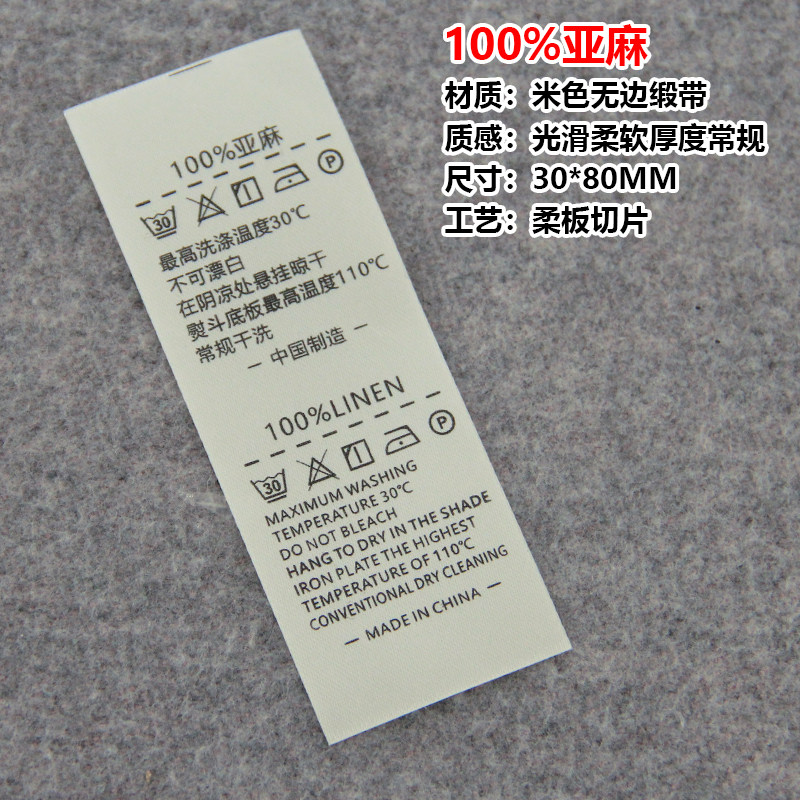 100%亚麻
材质：米色无边缎带
质感：光滑柔软厚度常规
尺寸：30*80MM
工艺：柔板切片
100%亚麻
30 P
最高洗涤温度30℃
不可漂白
在阴凉处悬挂晾干
熨斗底板最高温度110℃
常规干洗
— 中国制造 —
100%LINEN
30 P
MAXIMUM WASHING
TEMPERATURE 30℃
DO NOT BLEACH
HANG TO DRY IN THE SHADE
IRON PLATE THE HIGHEST
TEMPERATURE OF 110℃
CONVENTIONAL DRY CLEANING
— MADE IN CHINA —